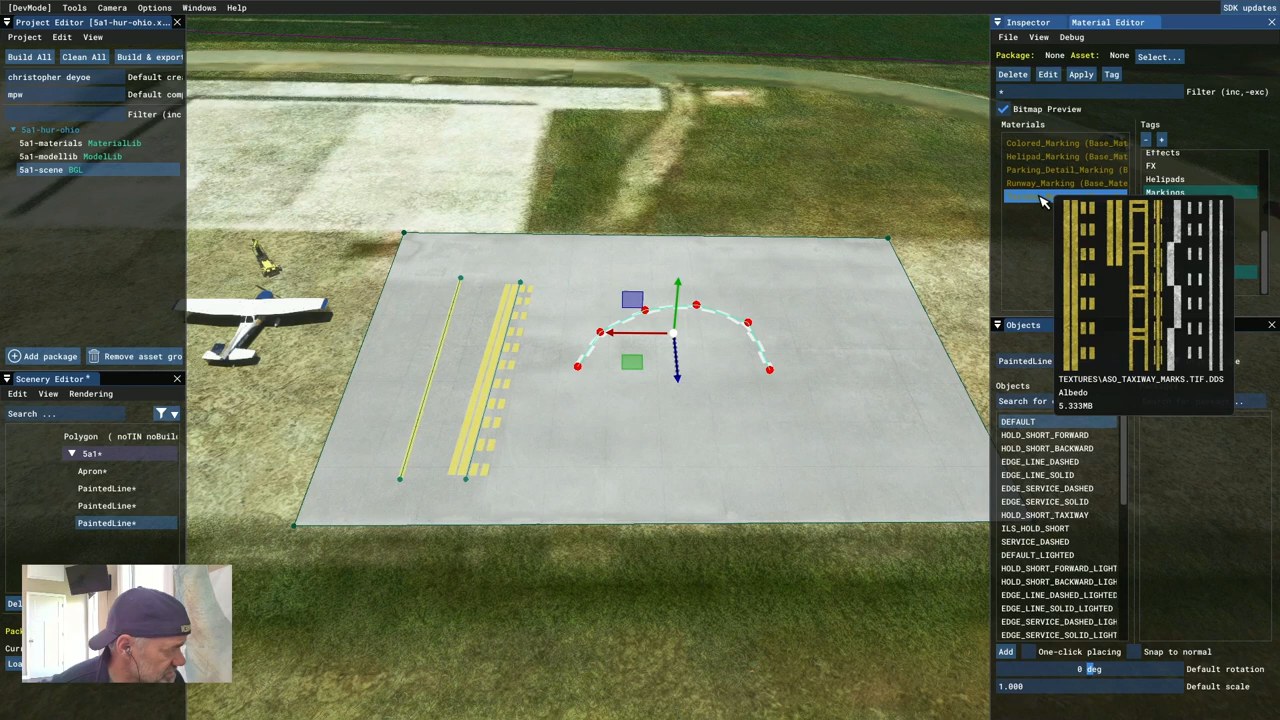 [DevMode] Tools Camera Options Windows Help SDK updates
Project Editor [5a1-hur-ohio.x...
Project Edit View
Build All Clean All Build & export
christopher deyoe Default cre
mpw Default com
Filter (inc
5a1-hur-ohio
5a1-materials MaterialLib
5a1-modellib ModelLib
5a1-scene BGL
Add package Remove asset gro
Scenery Editor*
Edit View Rendering
Search ...
Polygon ( noTIN noBuil
5a1*
Apron*
PaintedLine*
PaintedLine*
PaintedLine*
Del
Pac
Curr
Loa
Inspector Material Editor
File View Debug
Package: None Asset: None Select...
Delete Edit Apply Tag
* Filter (inc,-exc)
Bitmap Preview
Materials Tags
- +
Colored_Marking (Base_Mat
Helipad_Marking (Base_Mat
Parking_Detail_Marking (B
Runway_Marking (Base_Mate
Effects
FX
Helipads
Markings
TEXTURES\ASO_TAXIWAY_MARKS.TIF.DDS
Albedo
5.333MB
Objects
PaintedLine
Objects
Search for
DEFAULT
HOLD_SHORT_FORWARD
HOLD_SHORT_BACKWARD
EDGE_LINE_DASHED
EDGE_LINE_SOLID
EDGE_SERVICE_DASHED
EDGE_SERVICE_SOLID
HOLD_SHORT_TAXIWAY
ILS_HOLD_SHORT
SERVICE_DASHED
DEFAULT_LIGHTED
HOLD_SHORT_FORWARD_LIGHT
HOLD_SHORT_BACKWARD_LIGH
EDGE_LINE_DASHED_LIGHTED
EDGE_LINE_SOLID_LIGHTED
EDGE_SERVICE_DASHED_LIGH
EDGE_SERVICE_SOLID_LIGHT
Add One-click placing Snap to normal
0 deg Default rotation
1.000 Default scale